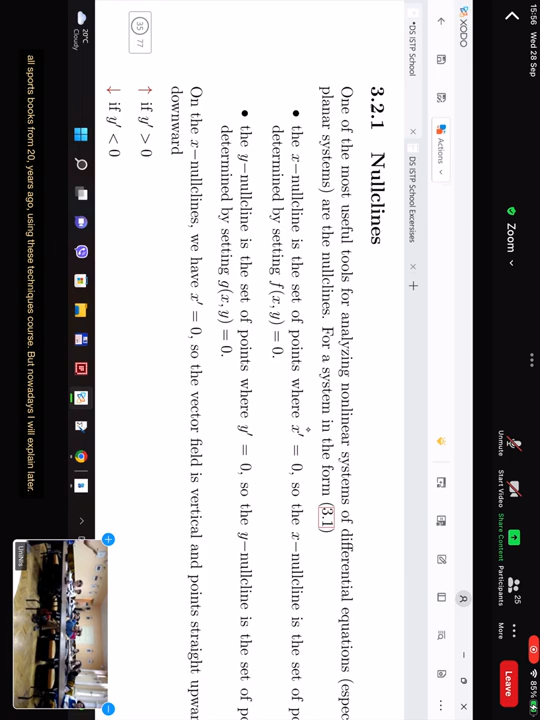 15:56 Wed 28 Sep
85%
Zoom
Unmute
Start Video
Share Content
25
Participants
More
Leave
XODO
Actions
*DS ISTP School
DS ISTP School Excersises
3.2.1 Nullclines
One of the most useful tools for analyzing nonlinear systems of differential equations (espec
planar systems) are the nullclines. For a system in the form (3.1)
• the x−nullcline is the set of points where x′ = 0, so the x−nullcline is the set of po
determined by setting f(x, y) = 0.
• the y−nullcline is the set of points where y′ = 0, so the y−nullcline is the set of po
determined by setting g(x, y) = 0.
On the x−nullclines, we have x′ = 0, so the vector field is vertical and points straight upwar
downward
↑ if y′ > 0
↓ if y′ < 0
35 77
20°C
Cloudy
UniNis
all sports books from 20, years ago, using these techniques course. But nowadays I will explain later.